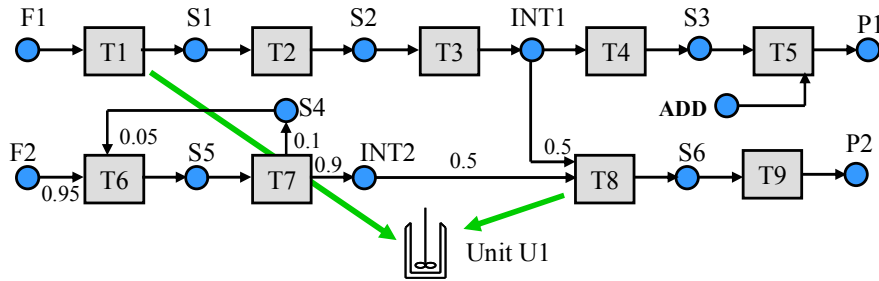 F1 S1 S2 INT1 S3 P1
T1 T2 T3 T4 T5
ADD
S4
0.05 0.1 0.5
F2 S5 0.9 INT2 0.5 S6 P2
0.95 T6 T7 T8 T9
Unit U1